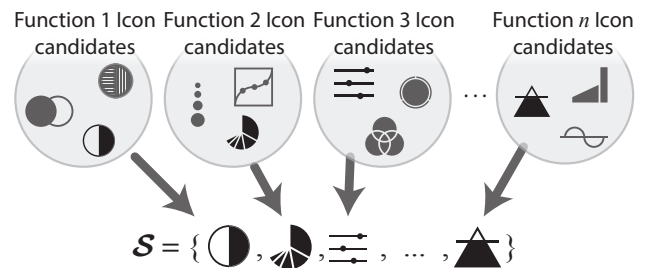 Function 1 Icon candidates
Function 2 Icon candidates
Function 3 Icon candidates
...
Function n Icon candidates
S = { , , , ... , }